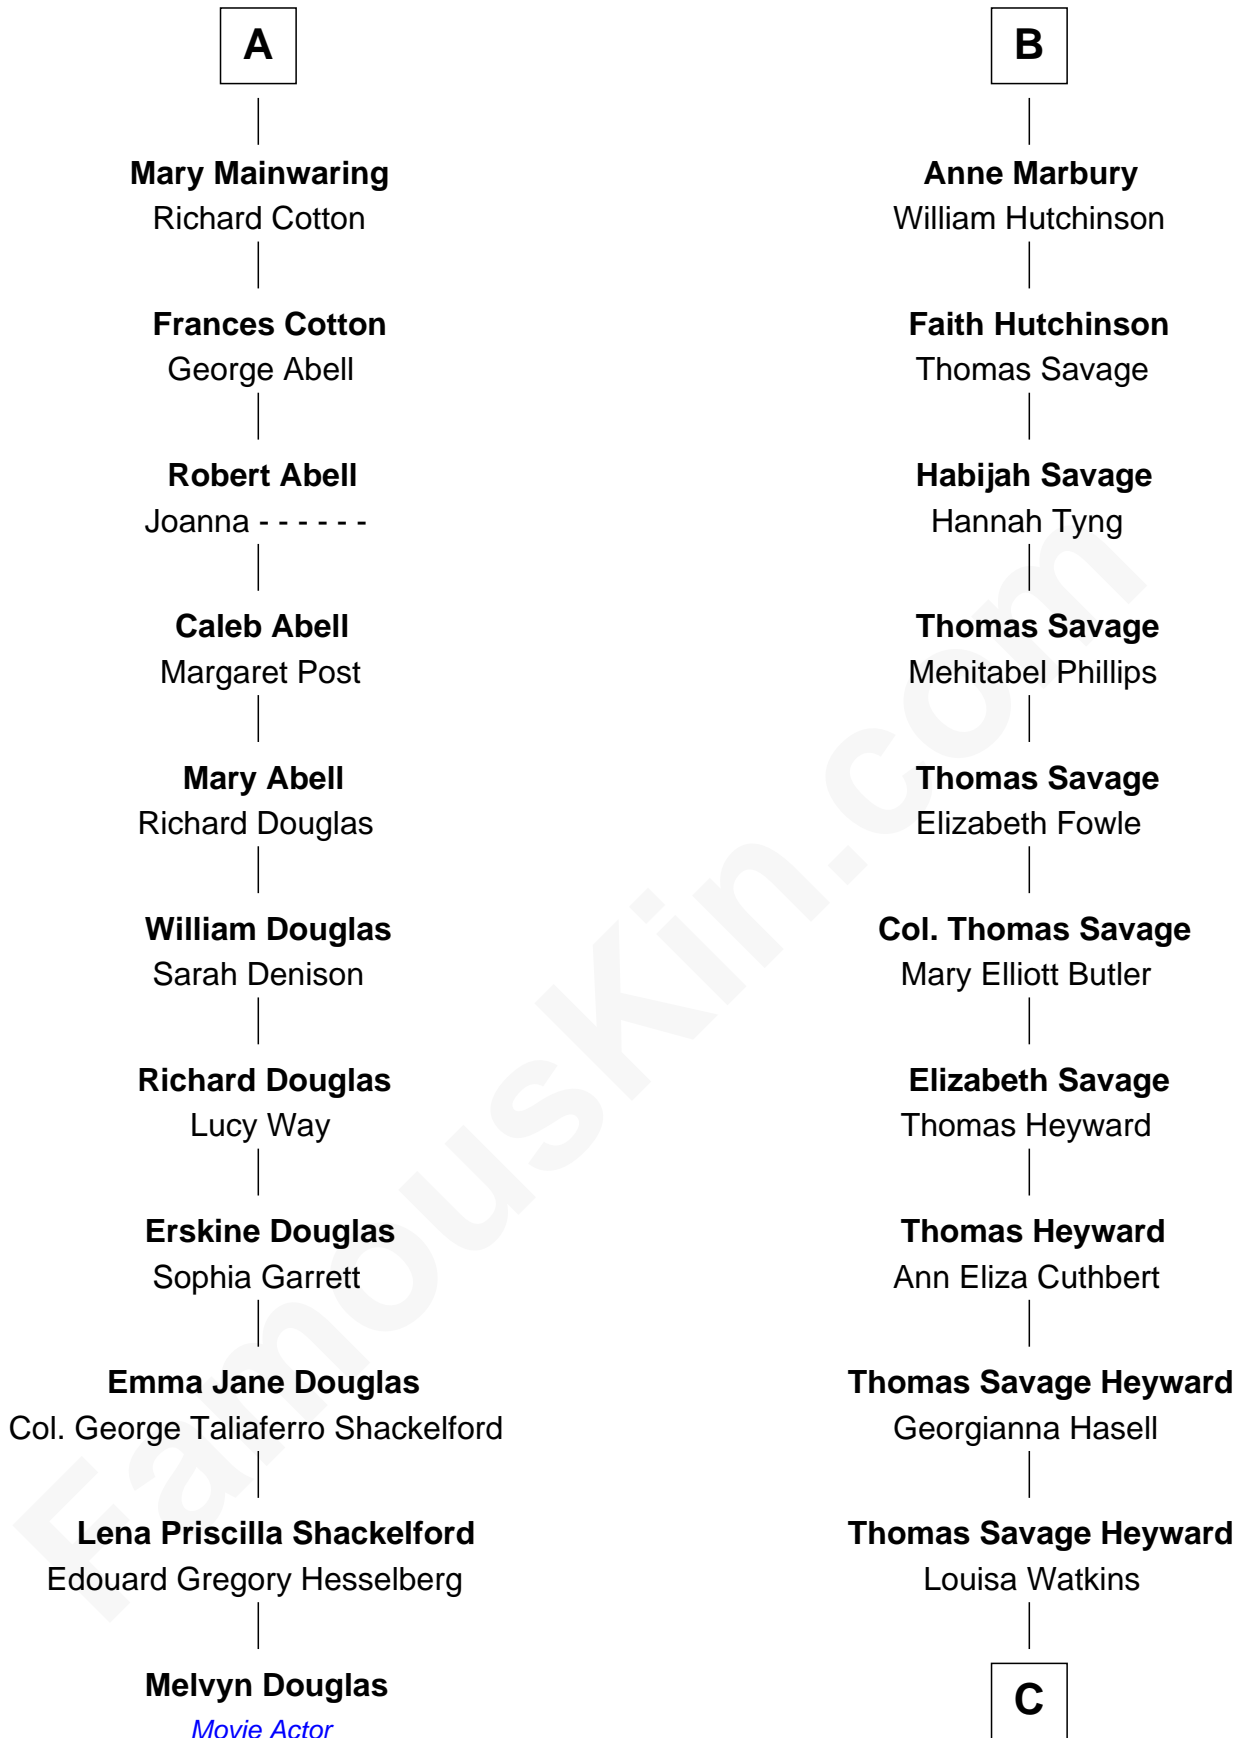 A
Mary Mainwaring
Richard Cotton
Frances Cotton
George Abell
Robert Abell
Joanna - - - - - -
Caleb Abell
Margaret Post
Mary Abell
Richard Douglas
William Douglas
Sarah Denison
Richard Douglas
Lucy Way
Erskine Douglas
Sophia Garrett
Emma Jane Douglas
Col. George Taliaferro Shackelford
Lena Priscilla Shackelford
Edouard Gregory Hesselberg
Melvyn Douglas
Movie Actor
B
Anne Marbury
William Hutchinson
Faith Hutchinson
Thomas Savage
Habijah Savage
Hannah Tyng
Thomas Savage
Mehitabel Phillips
Thomas Savage
Elizabeth Fowle
Col. Thomas Savage
Mary Elliott Butler
Elizabeth Savage
Thomas Heyward
Thomas Heyward
Ann Eliza Cuthbert
Thomas Savage Heyward
Georgianna Hasell
Thomas Savage Heyward
Louisa Watkins
C
FamousKin.com